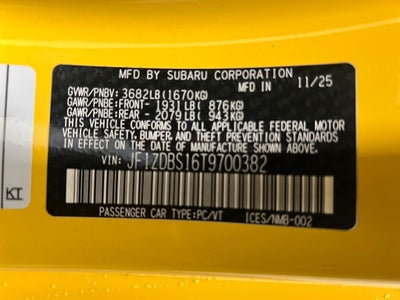 MFD BY SUBARU CORPORATION
MFD IN 11/25
GVWR/PNBV: 3682LB(1670KG)
GAWR/PNBE:FRONT- 1931LB( 876KG)
GAWR/PNBE:REAR - 2079LB( 943KG)
THIS VEHICLE CONFORMS TO ALL APPLICABLE FEDERAL MOTOR
VEHICLE SAFETY, BUMPER, AND THEFT PREVENTION STANDARDS
IN EFFECT ON THE DATE OF MANUFACTURE
SHOWN ABOVE
VIN: JF1ZDBS16T9700382
PASSENGER CAR TYPE:PC/VT
ICES/NMB-002
KT